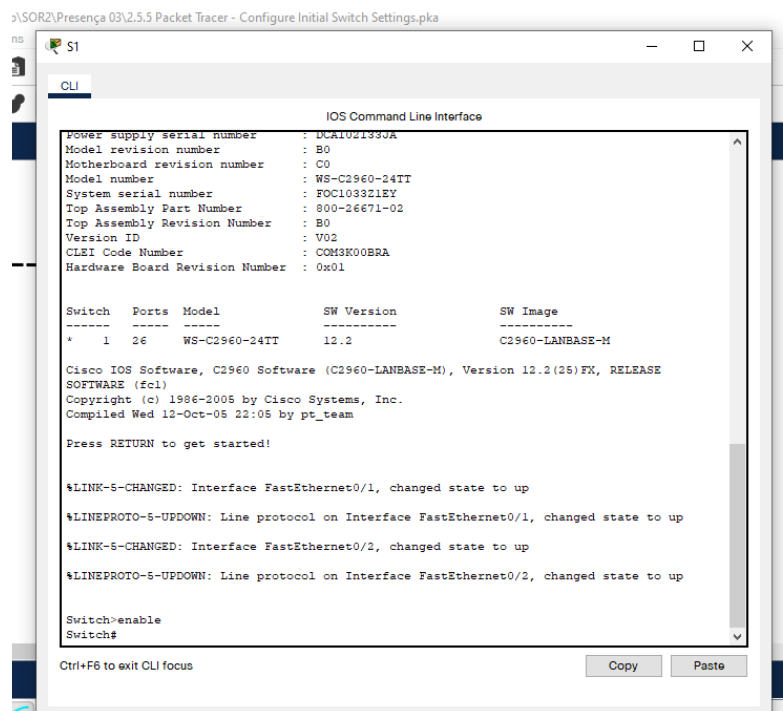 o\SOR2\Presença 03\2.5.5 Packet Tracer - Configure Initial Switch Settings.pka
ns
S1
CLI
IOS Command Line Interface
Power supply serial number : DCA102133JA
Model revision number : B0
Motherboard revision number : C0
Model number : WS-C2960-24TT
System serial number : FOC1033Z1EY
Top Assembly Part Number : 800-26671-02
Top Assembly Revision Number : B0
Version ID : V02
CLEI Code Number : COM3K00BRA
Hardware Board Revision Number : 0x01
Switch Ports Model SW Version SW Image
------ ----- ----- ---------- ----------
* 1 26 WS-C2960-24TT 12.2 C2960-LANBASE-M
Cisco IOS Software, C2960 Software (C2960-LANBASE-M), Version 12.2(25)FX, RELEASE
SOFTWARE (fc1)
Copyright (c) 1986-2005 by Cisco Systems, Inc.
Compiled Wed 12-Oct-05 22:05 by pt_team
Press RETURN to get started!
%LINK-5-CHANGED: Interface FastEthernet0/1, changed state to up
%LINEPROTO-5-UPDOWN: Line protocol on Interface FastEthernet0/1, changed state to up
%LINK-5-CHANGED: Interface FastEthernet0/2, changed state to up
%LINEPROTO-5-UPDOWN: Line protocol on Interface FastEthernet0/2, changed state to up
Switch>enable
Switch#
Ctrl+F6 to exit CLI focus
Copy
Paste